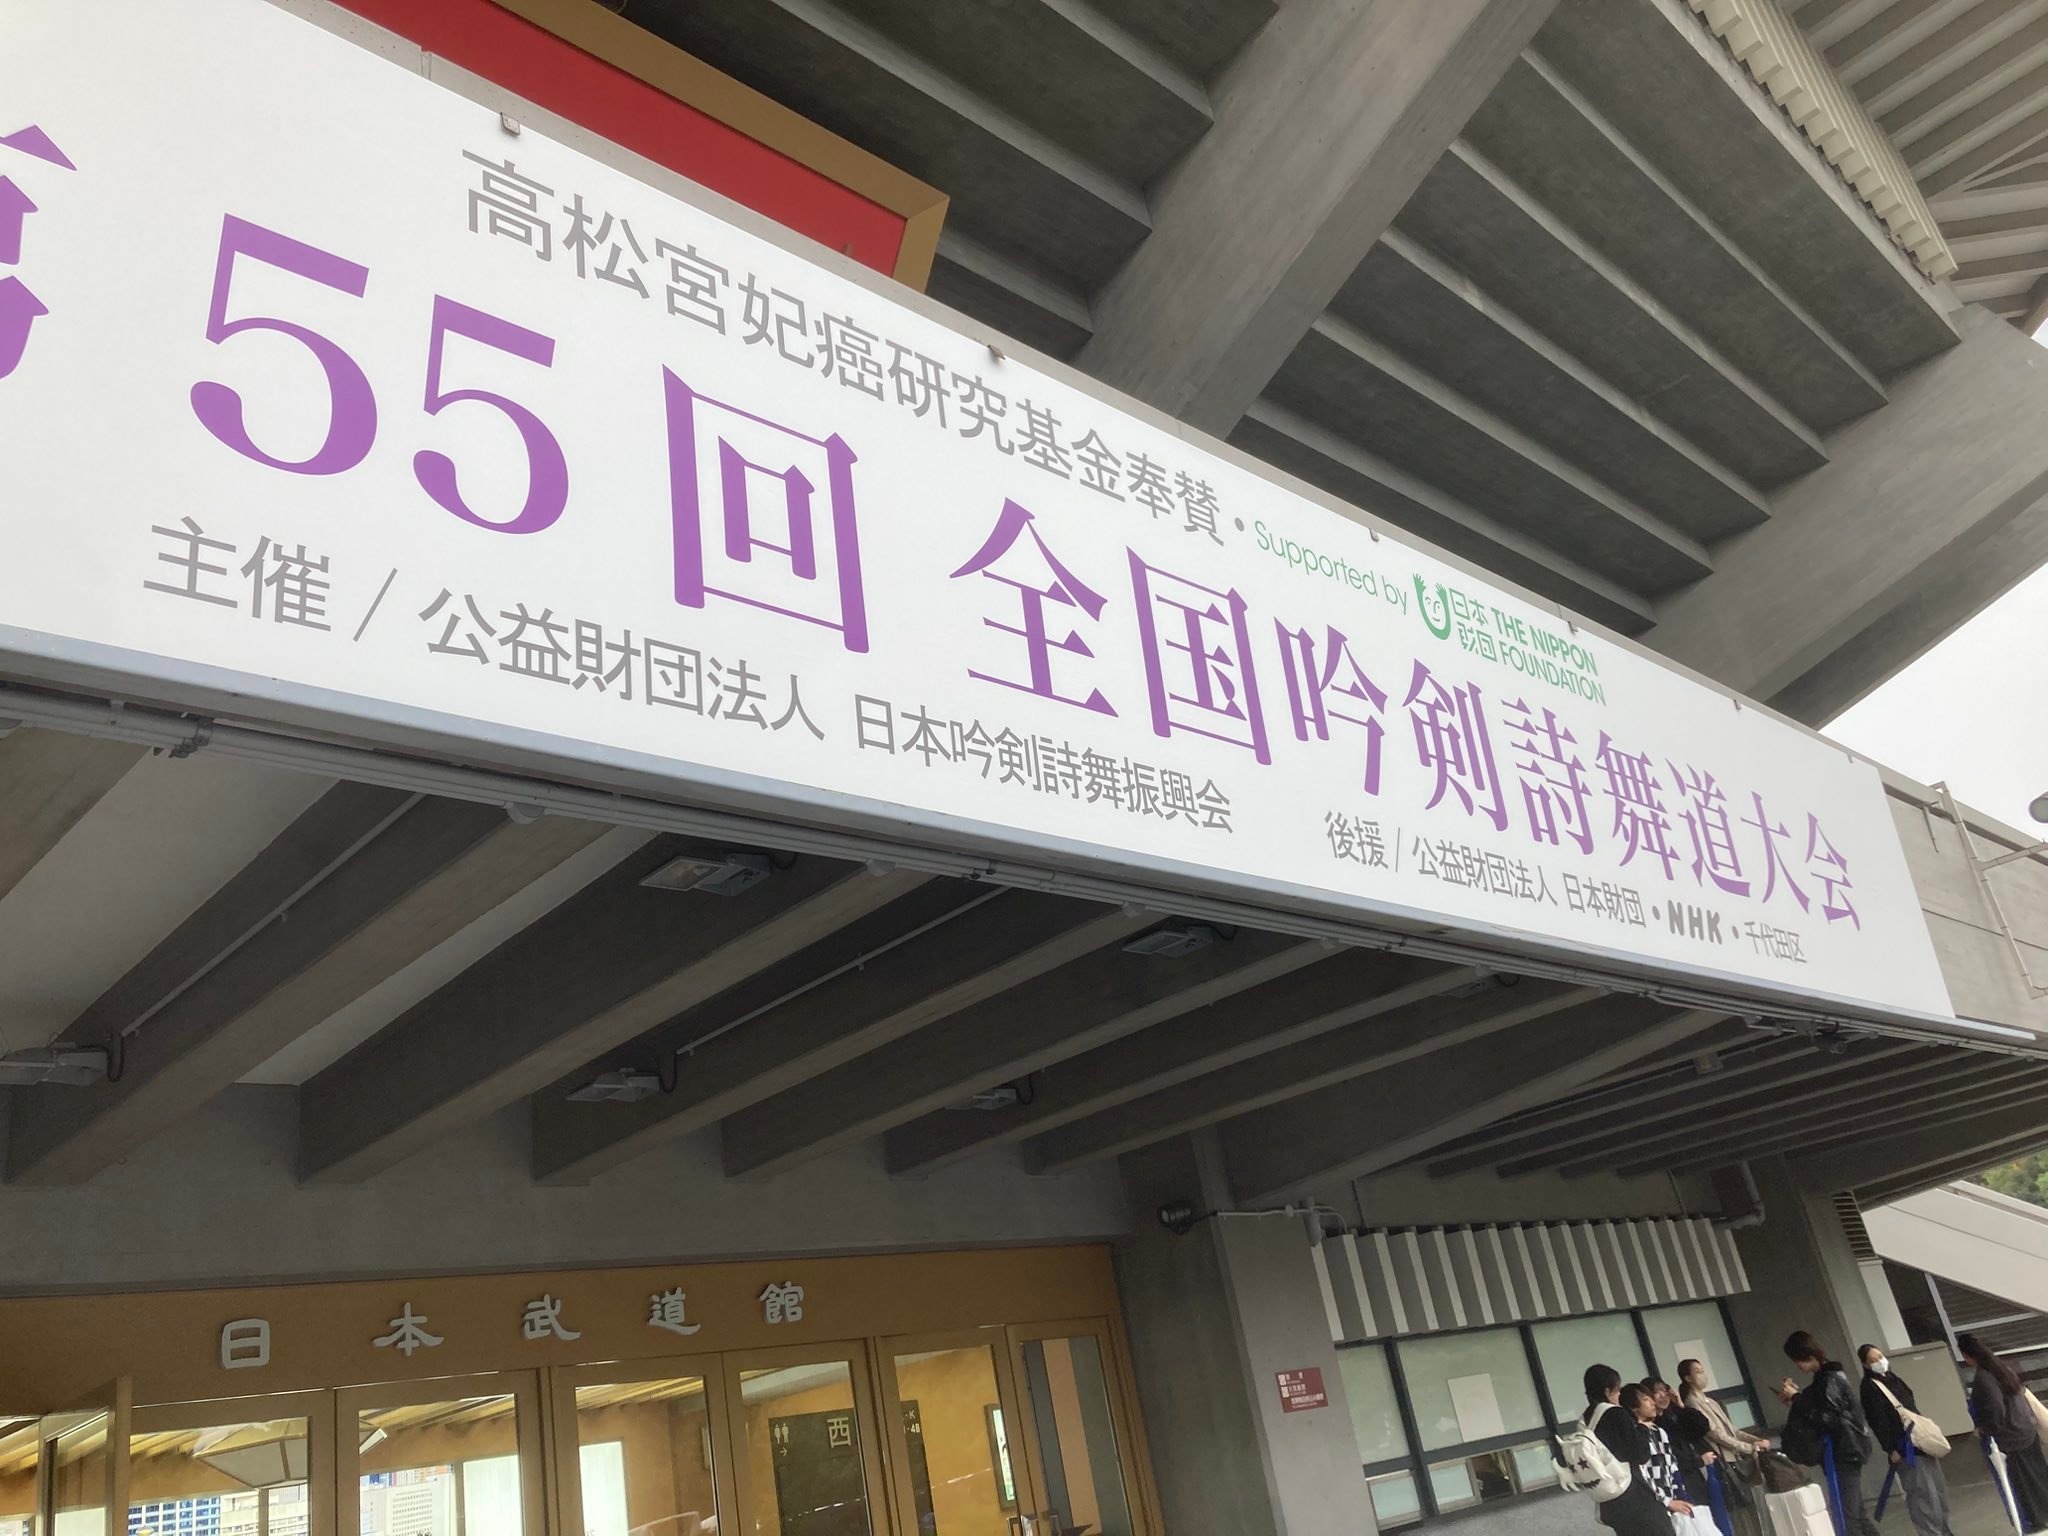 高松宮妃癌研究基金奉賛・Supported by 日本財団 THE NIPPON FOUNDATION
第55回 全国吟剣詩舞道大会
主催 / 公益財団法人 日本吟剣詩舞振興会
後援 / 公益財団法人 日本財団・NHK・千代田区
日本武道館
西